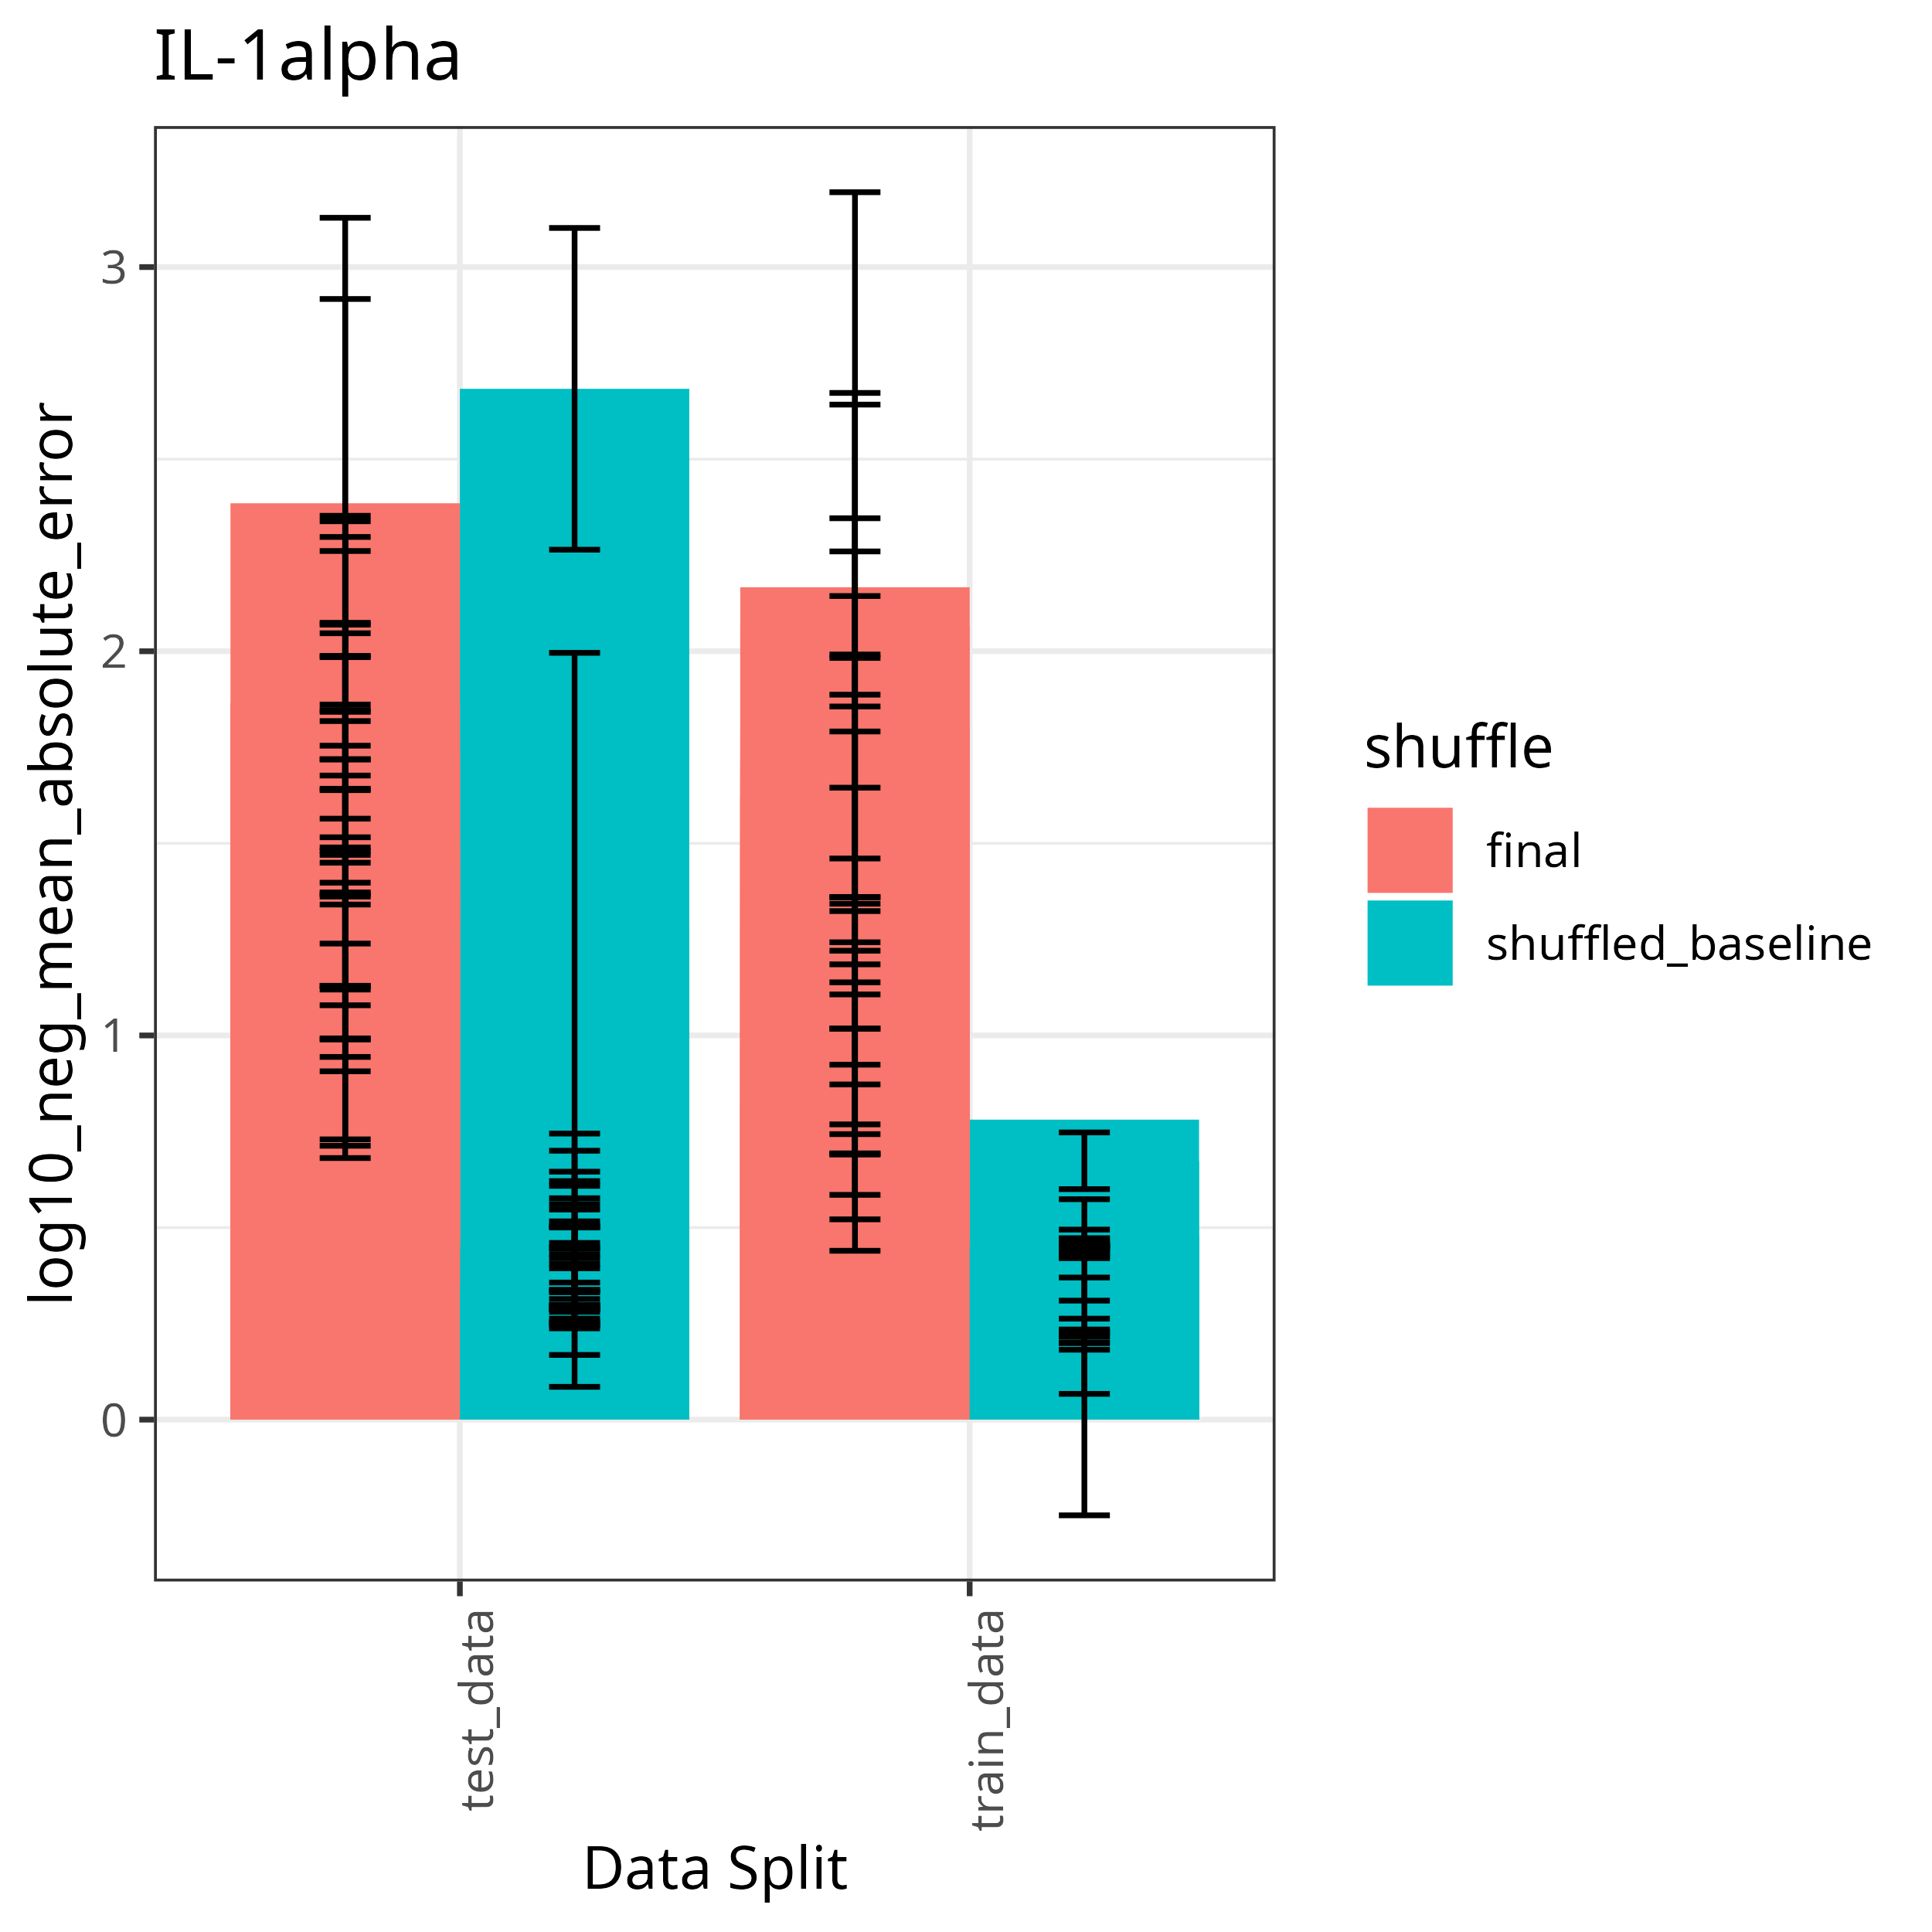 IL-1alpha
log10_neg_mean_absolute_error
3
2
1
0
test_data
train_data
Data Split
shuffle
final
shuffled_baseline